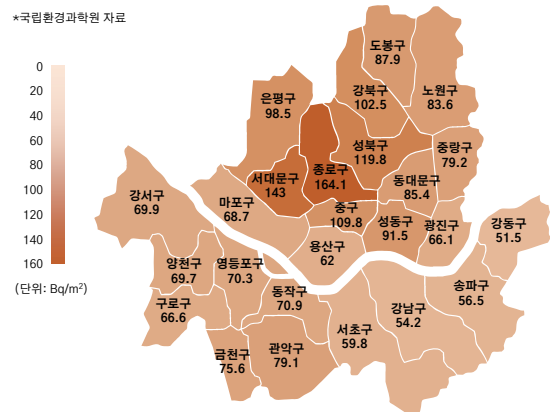 *국립환경과학원 자료
0
20
40
60
80
100
120
140
160
(단위: Bq/m²)
도봉구
87.9
강북구
102.5
노원구
83.6
은평구
98.5
성북구
119.8
중랑구
79.2
종로구
164.1
서대문구
143
동대문구
85.4
강서구
69.9
마포구
68.7
중구
109.8
성동구
91.5
광진구
66.1
강동구
51.5
용산구
62
양천구
69.7
영등포구
70.3
동작구
70.9
송파구
56.5
구로구
66.6
강남구
54.2
서초구
59.8
금천구
75.6
관악구
79.1